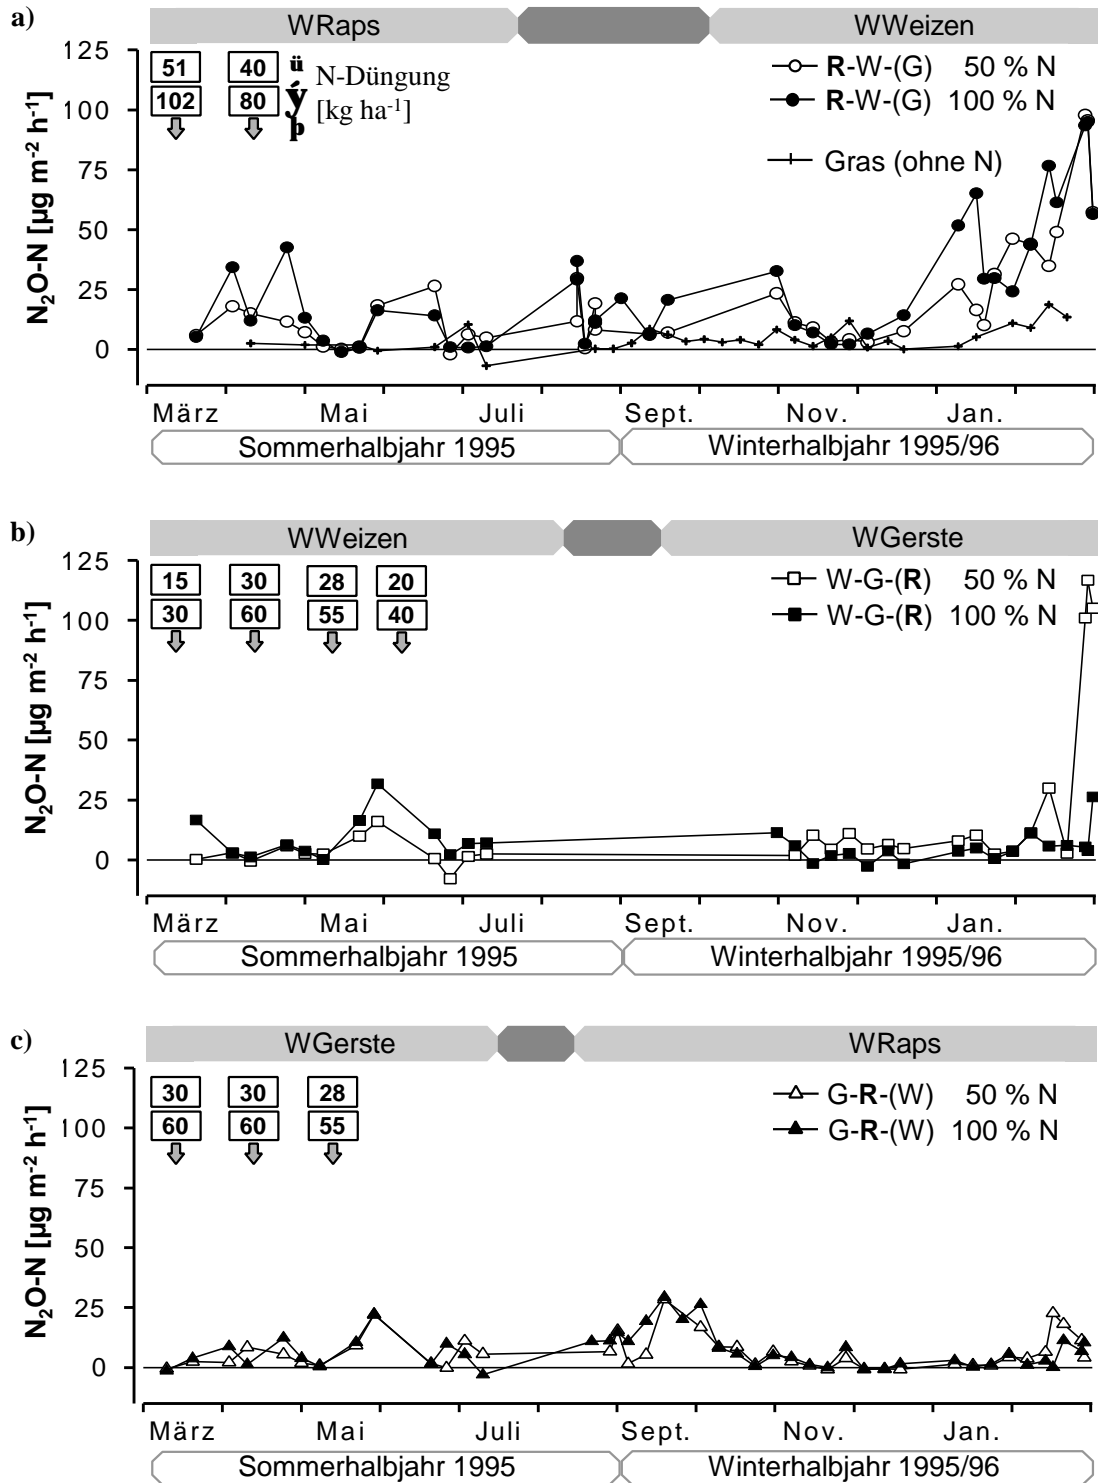 a)
WRaps WWeizen
N₂O-N [µg m⁻² h⁻¹]
125
100
75
50
25
0
51 40
102 80
ü
ý
þ
N-Düngung
[kg ha⁻¹]
R-W-(G) 50 % N
R-W-(G) 100 % N
Gras (ohne N)
März Mai Juli Sept. Nov. Jan.
Sommerhalbjahr 1995 Winterhalbjahr 1995/96
b)
WWeizen WGerste
N₂O-N [µg m⁻² h⁻¹]
125
100
75
50
25
0
15 30 28 20
30 60 55 40
W-G-(R) 50 % N
W-G-(R) 100 % N
März Mai Juli Sept. Nov. Jan.
Sommerhalbjahr 1995 Winterhalbjahr 1995/96
c)
WGerste WRaps
N₂O-N [µg m⁻² h⁻¹]
125
100
75
50
25
0
30 30 28
60 60 55
G-R-(W) 50 % N
G-R-(W) 100 % N
März Mai Juli Sept. Nov. Jan.
Sommerhalbjahr 1995 Winterhalbjahr 1995/96